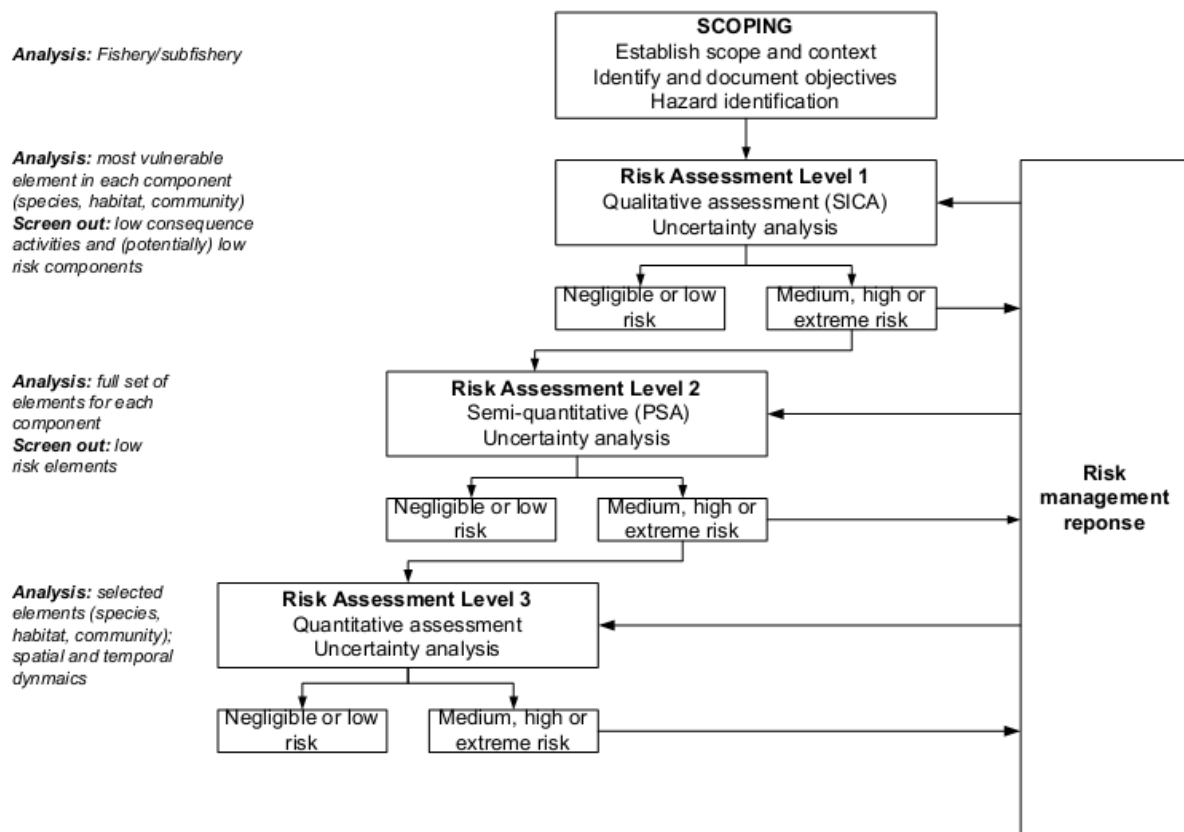 SCOPING
Establish scope and context
Identify and document objectives
Hazard identification
Analysis: Fishery/subfishery
Analysis: most vulnerable
element in each component
(species, habitat, community)
Screen out: low consequence
activities and (potentially) low
risk components
Risk Assessment Level 1
Qualitative assessment (SICA)
Uncertainty analysis
Negligible or low
risk
Medium, high or
extreme risk
Analysis: full set of
elements for each
component
Screen out: low
risk elements
Risk Assessment Level 2
Semi-quantitative (PSA)
Uncertainty analysis
Negligible or low
risk
Medium, high or
extreme risk
Risk
management
reponse
Analysis: selected
elements (species,
habitat, community);
spatial and temporal
dynmaics
Risk Assessment Level 3
Quantitative assessment
Uncertainty analysis
Negligible or low
risk
Medium, high or
extreme risk